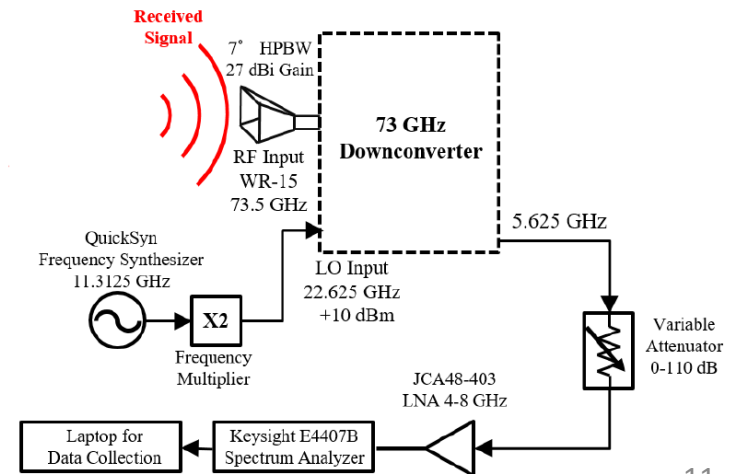 Received
Signal
7° HPBW
27 dBi Gain
RF Input
WR-15
73.5 GHz
73 GHz
Downconverter
5.625 GHz
QuickSyn
Frequency Synthesizer
11.3125 GHz
X2
Frequency
Multiplier
LO Input
22.625 GHz
+10 dBm
Variable
Attenuator
0-110 dB
JCA48-403
LNA 4-8 GHz
Keysight E4407B
Spectrum Analyzer
Laptop for
Data Collection
11